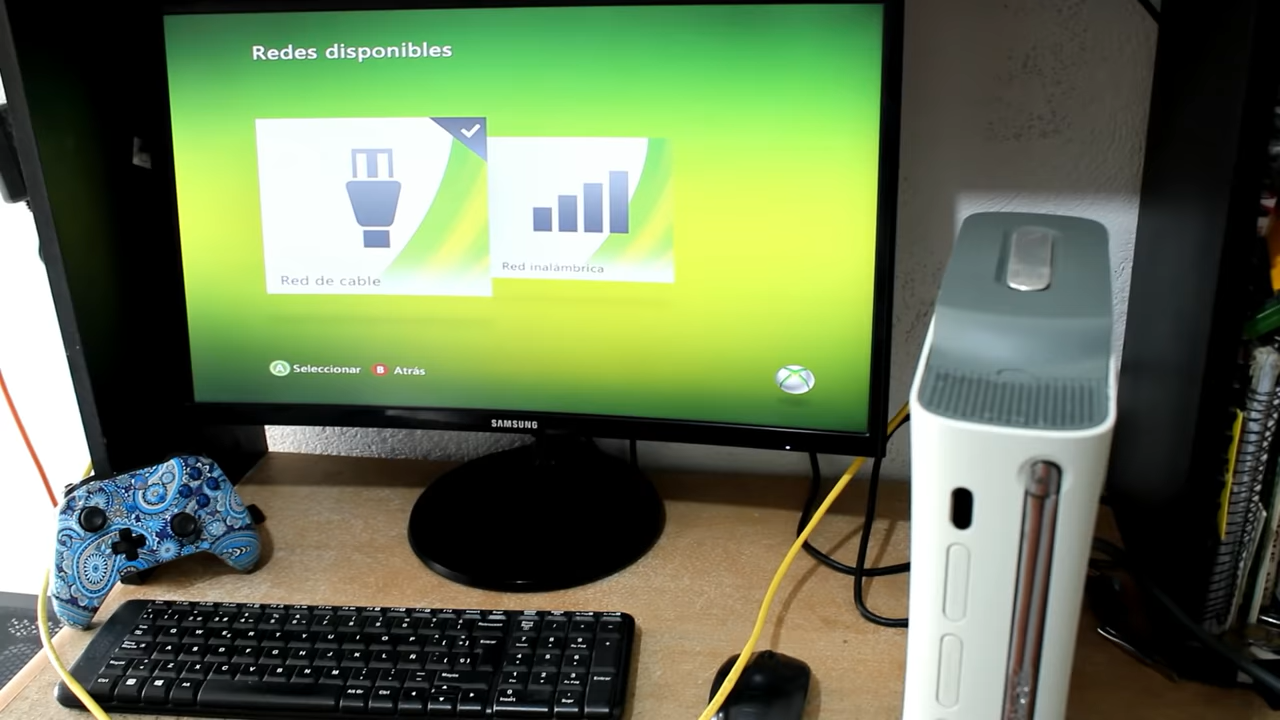 Redes disponibles
Red de cable
Red inalámbrica
A Seleccionar B Atrás
SAMSUNG